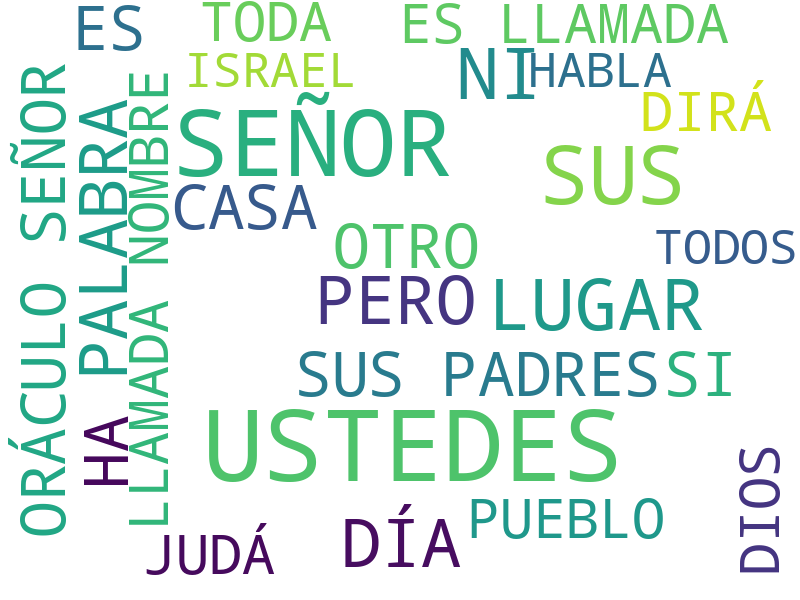 ES
TODA
ES LLAMADA
ISRAEL
NI
HABLA
DIRÁ
SEÑOR
SUS
CASA
OTRO
TODOS
PERO
LUGAR
SUS PADRES
SI
USTEDES
PUEBLO
DÍA
JUDÁ
DIOS
ORÁCULO SEÑOR
HA
PALABRA
LLAMADA NOMBRE